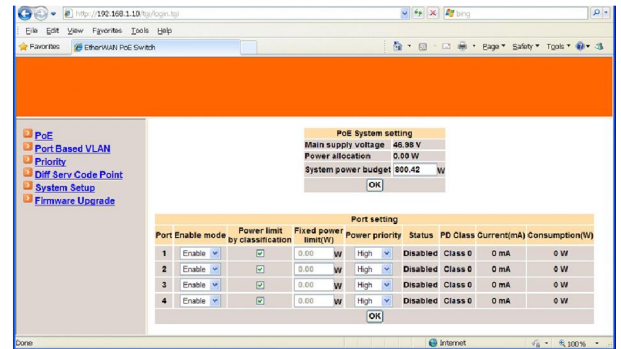 http://192.168.1.10/tgi/login.tgi
bing
File Edit View Favorites Tools Help
Favorites EtherWAN PoE Switch Page Safety Tools
PoE
Port Based VLAN
Priority
Diff Serv Code Point
System Setup
Firmware Upgrade
PoE System setting
Main supply voltage 46.98 V
Power allocation 0.00 W
System power budget 800.42 W
OK
Port setting
Port Enable mode Power limit by classification Fixed power limit(W) Power priority Status PD Class Current(mA) Consumption(W)
1 Enable 0.00 W High Disabled Class 0 0 mA 0 W
2 Enable 0.00 W High Disabled Class 0 0 mA 0 W
3 Enable 0.00 W High Disabled Class 0 0 mA 0 W
4 Enable 0.00 W High Disabled Class 0 0 mA 0 W
OK
Done Internet 100%